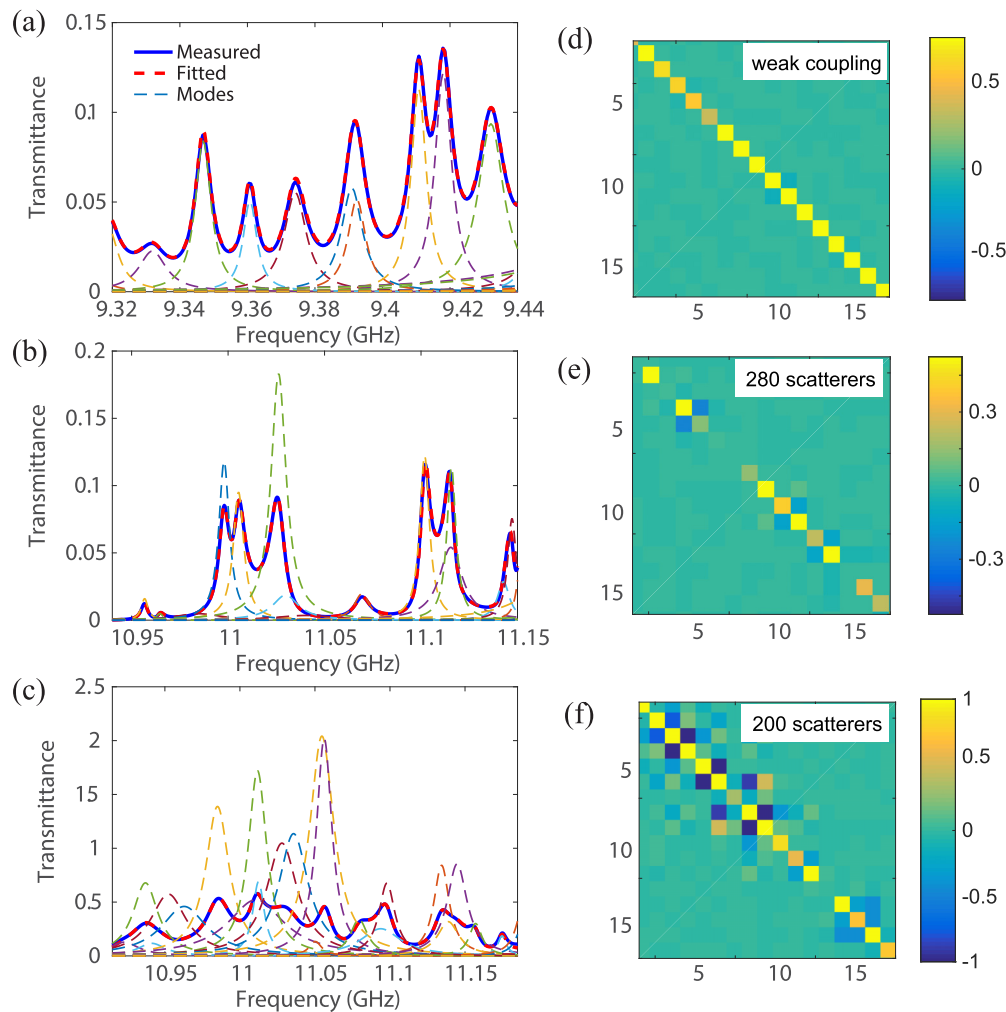 (a)
Transmittance
0.15
0.1
0.05
0
Measured
Fitted
Modes
9.32 9.34 9.36 9.38 9.4 9.42 9.44
Frequency (GHz)
(d)
weak coupling
5
10
15
5 10 15
0.5
0
-0.5
(b)
Transmittance
0.2
0.15
0.1
0.05
0
10.95 11 11.05 11.1 11.15
Frequency (GHz)
(e)
280 scatterers
5
10
15
5 10 15
0.3
0
-0.3
(c)
Transmittance
2.5
2
1.5
1
0.5
0
10.95 11 11.05 11.1 11.15
Frequency (GHz)
(f)
200 scatterers
5
10
15
5 10 15
1
0.5
0
-0.5
-1